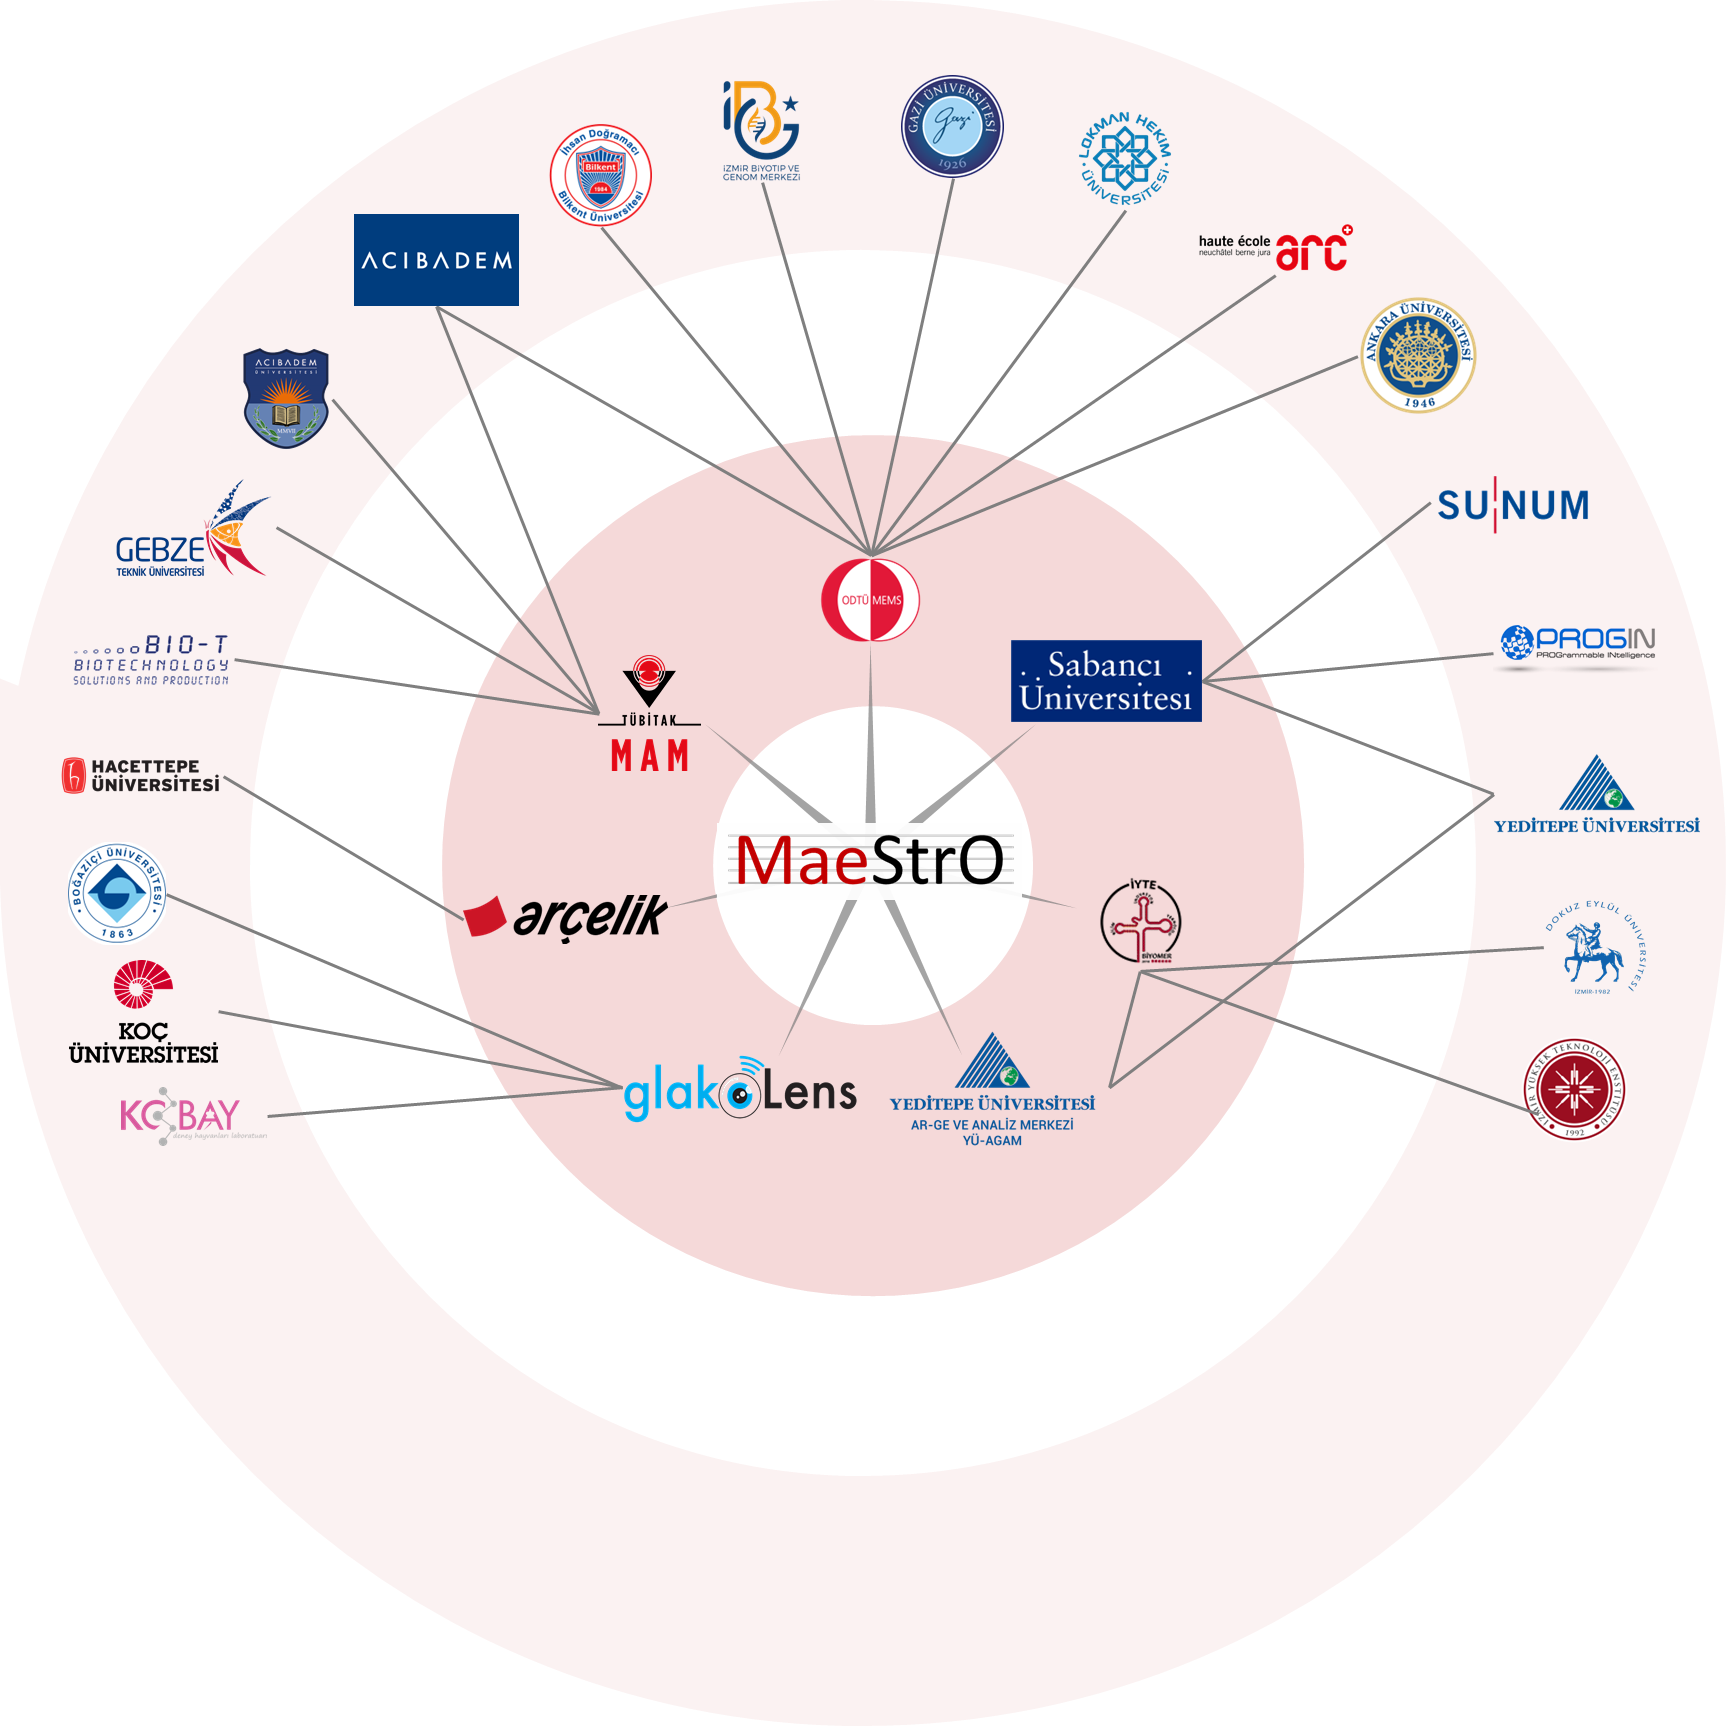 İZMİR BİYOTIP VE
GENOM MERKEZİ
GAZİ ÜNİVERSİTESİ
Gazi
1926
LOKMAN HEKİM
ÜNİVERSİTESİ
İhsan Doğramacı
Bilkent
1984
Bilkent Üniversitesi
ACIBADEM
haute école
neuchâtel berne jura
arc
ANKARA ÜNİVERSİTESİ
1946
ACIBADEM
ÜNİVERSİTESİ
MMVII
GEBZE
TEKNİK ÜNİVERSİTESİ
SUNUM
ODTÜ MEMS
BIO-T
BIOTECHNOLOGY
SOLUTIONS AND PRODUCTION
PROGIN
PROGrammable INtelligence
Sabancı
Üniversitesi
TÜBİTAK
MAM
HACETTEPE
ÜNİVERSİTESİ
YEDİTEPE ÜNİVERSİTESİ
MaeStrO
BOĞAZİÇİ ÜNİVERSİTESİ
1863
arçelik
İYTE
BİYOMER
DOKUZ EYLÜL ÜNİVERSİTESİ
İZMİR-1982
KOÇ
ÜNİVERSİTESİ
glakoLens
YEDİTEPE ÜNİVERSİTESİ
AR-GE VE ANALİZ MERKEZİ
YÜ-AGAM
KOBAY
deney hayvanları laboratuarı
İZMİR YÜKSEK TEKNOLOJİ ENSTİTÜSÜ
1992